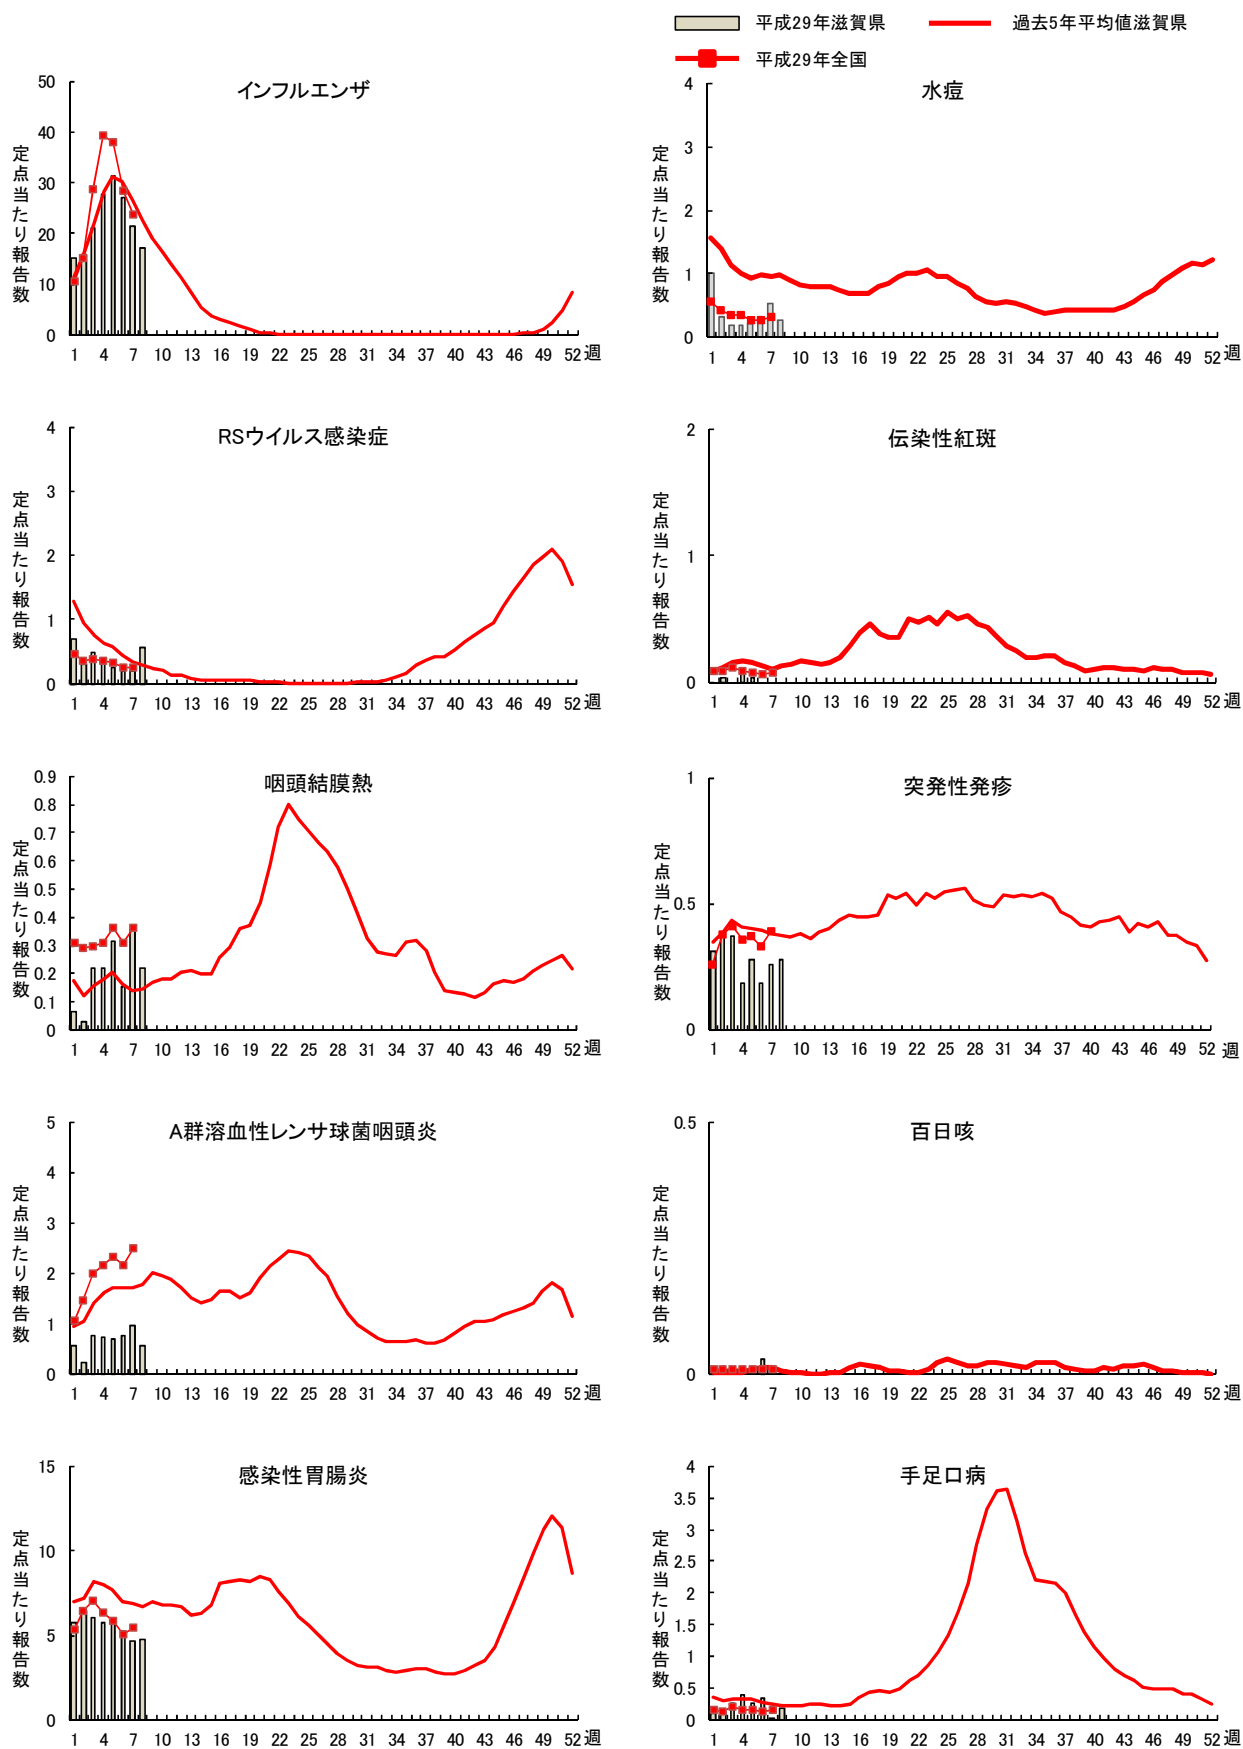 平成29年滋賀県 過去5年平均値滋賀県
平成29年全国
インフルエンザ
定点当たり報告数
50
40
30
20
10
0
1 4 7 10 13 16 19 22 25 28 31 34 37 40 43 46 49 52 週
水痘
定点当たり報告数
4
3
2
1
0
1 4 7 10 13 16 19 22 25 28 31 34 37 40 43 46 49 52 週
RSウイルス感染症
定点当たり報告数
4
3
2
1
0
1 4 7 10 13 16 19 22 25 28 31 34 37 40 43 46 49 52 週
伝染性紅斑
定点当たり報告数
2
1
0
1 4 7 10 13 16 19 22 25 28 31 34 37 40 43 46 49 52 週
咽頭結膜熱
定点当たり報告数
0.9
0.8
0.7
0.6
0.5
0.4
0.3
0.2
0.1
0
1 4 7 10 13 16 19 22 25 28 31 34 37 40 43 46 49 52 週
突発性発疹
定点当たり報告数
1
0.5
0
1 4 7 10 13 16 19 22 25 28 31 34 37 40 43 46 49 52 週
A群溶血性レンサ球菌咽頭炎
定点当たり報告数
5
4
3
2
1
0
1 4 7 10 13 16 19 22 25 28 31 34 37 40 43 46 49 52 週
百日咳
定点当たり報告数
0.5
0
1 4 7 10 13 16 19 22 25 28 31 34 37 40 43 46 49 52 週
感染性胃腸炎
定点当たり報告数
15
10
5
0
1 4 7 10 13 16 19 22 25 28 31 34 37 40 43 46 49 52 週
手足口病
定点当たり報告数
4
3.5
3
2.5
2
1.5
1
0.5
0
1 4 7 10 13 16 19 22 25 28 31 34 37 40 43 46 49 52 週